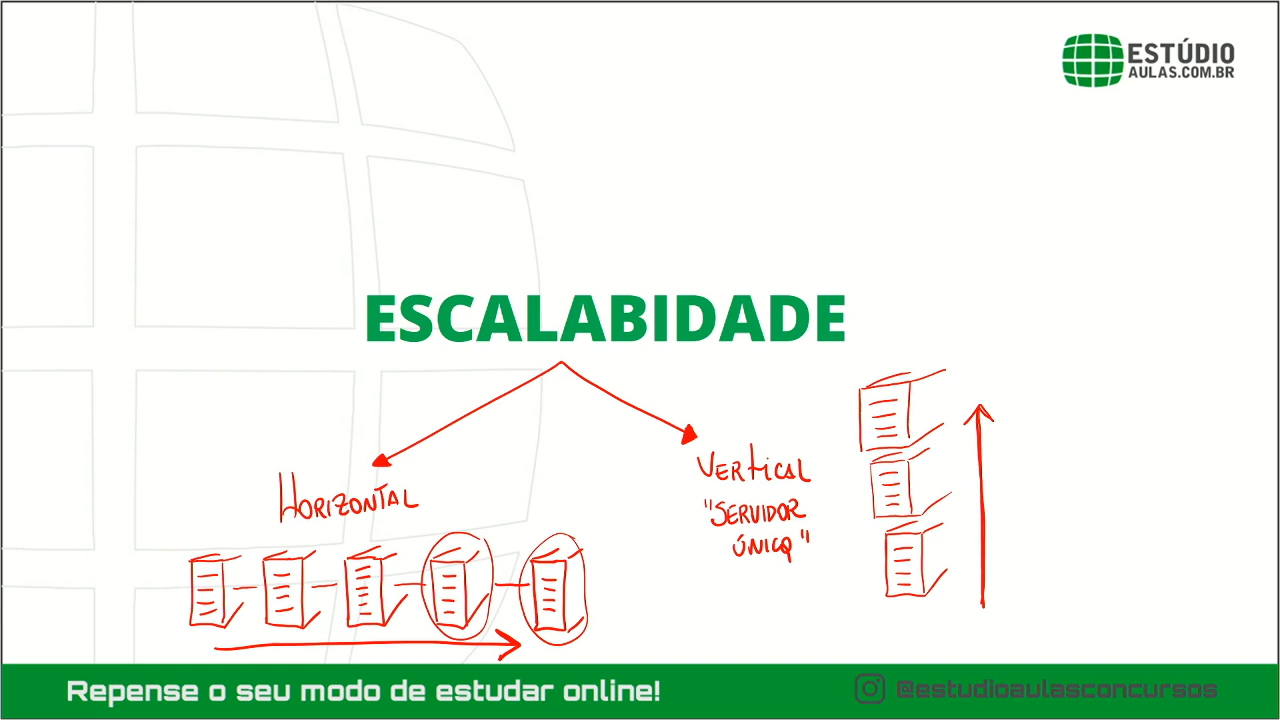 ESTÚDIO
AULAS.COM.BR
ESCALABIDADE
HORIZONTAL
VERTICAL
"SERVIDOR
ÚNICO"
Repense o seu modo de estudar online!
@estudioaulasconcursos